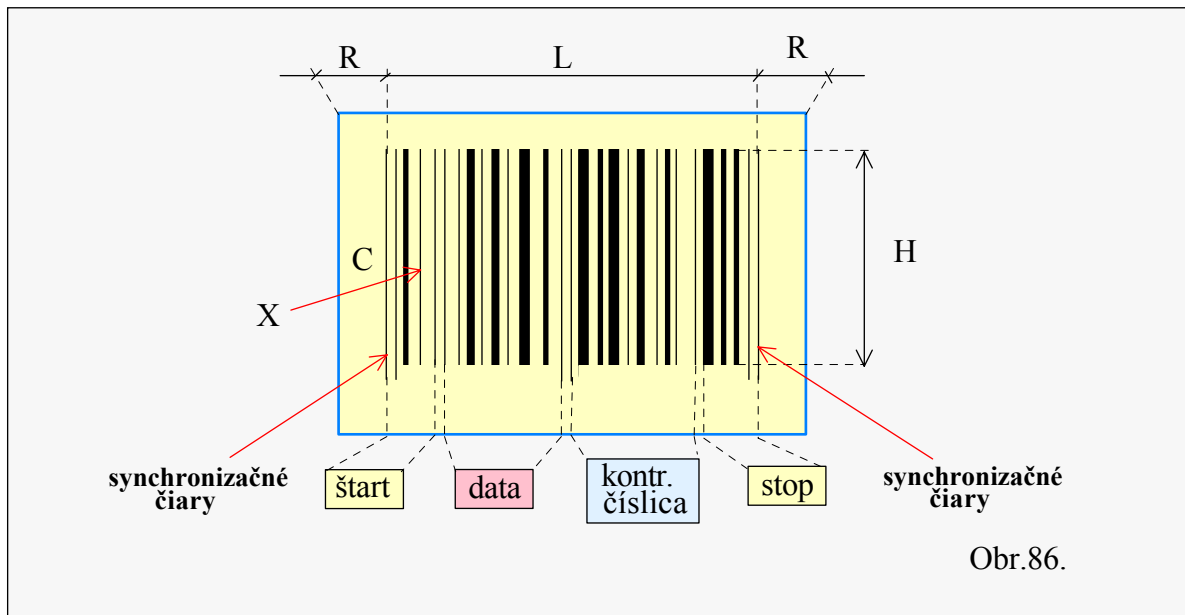 R
L
R
C
X
H
synchronizačné
čiary
štart
data
kontr.
číslica
stop
synchronizačné
čiary
Obr.86.